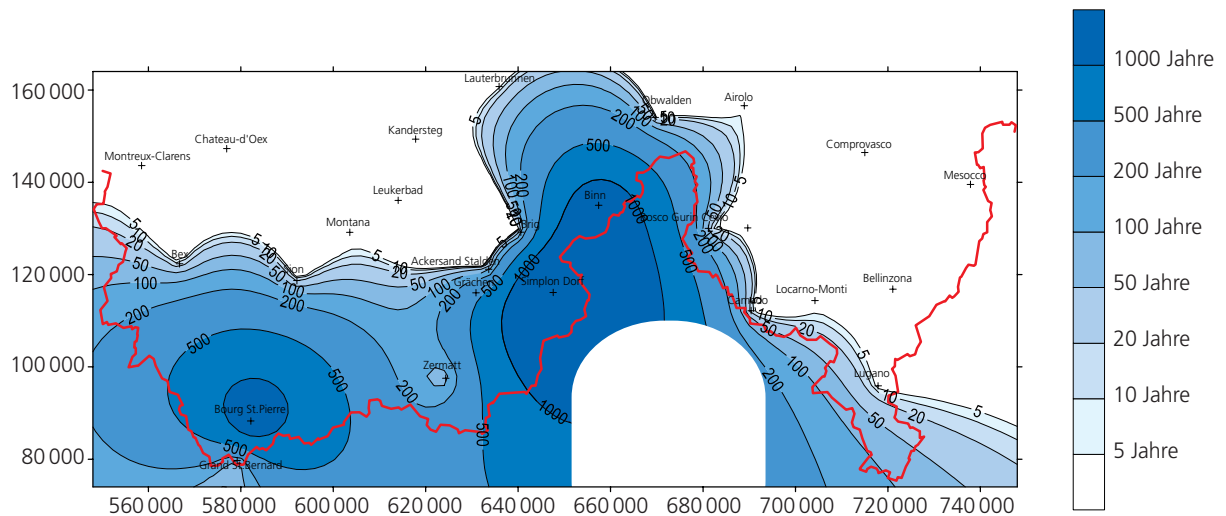 160 000
140 000
120 000
100 000
80 000
560 000 580 000 600 000 620 000 640 000 660 000 680 000 700 000 720 000 740 000
Lauterbrunnen
Obwalden
Airolo
Kandersteg
Chateau-d'Oex
Montreux-Clarens
Comprovasco
Mesocco
Leukerbad
Binn
Montana
Brig
Bosco Gurin
Bex
Sion
Ackersand Stalden
Grächen
Simplon Dorf
Bellinzona
Locarno-Monti
Camedo
Zermatt
Lugano
Bourg St.Pierre
Grand St.Bernard
5
10
20
50
100
200
500
1000
1000 Jahre
500 Jahre
200 Jahre
100 Jahre
50 Jahre
20 Jahre
10 Jahre
5 Jahre